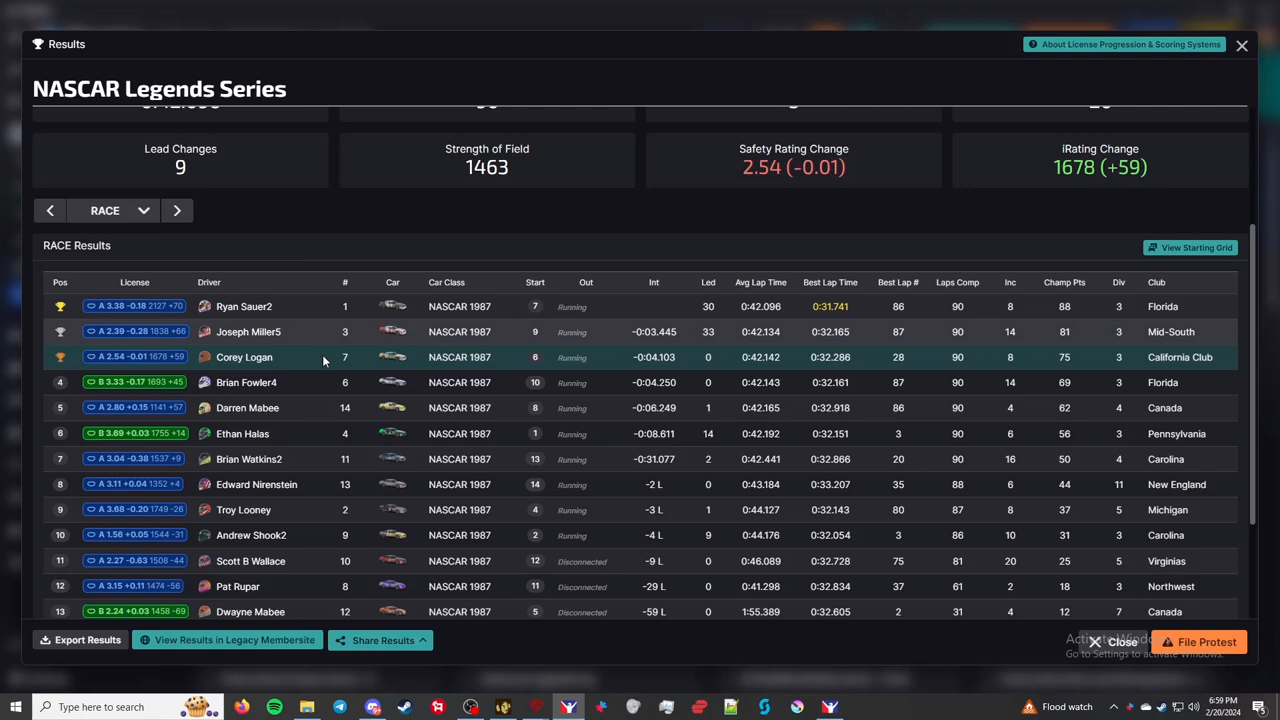 Results
About License Progression & Scoring Systems
NASCAR Legends Series
Lead Changes
9
Strength of Field
1463
Safety Rating Change
2.54 (-0.01)
iRating Change
1678 (+59)
RACE
RACE Results
View Starting Grid
Pos License Driver # Car Car Class Start Out Int Led Avg Lap Time Best Lap Time Best Lap # Laps Comp Inc Champ Pts Div Club
A 3.38 -0.18 2127 +70 Ryan Sauer2 1 NASCAR 1987 7 Running 30 0:42.096 0:31.741 86 90 8 88 3 Florida
A 2.39 -0.28 1838 +66 Joseph Miller5 3 NASCAR 1987 9 Running -0:03.445 33 0:42.134 0:32.165 87 90 14 81 3 Mid-South
A 2.54 -0.01 1678 +59 Corey Logan 7 NASCAR 1987 6 Running -0:04.103 0 0:42.142 0:32.286 28 90 8 75 3 California Club
4 B 3.33 -0.17 1693 +45 Brian Fowler4 6 NASCAR 1987 10 Running -0:04.250 0 0:42.143 0:32.161 87 90 14 69 3 Florida
5 A 2.80 +0.15 1141 +57 Darren Mabee 14 NASCAR 1987 8 Running -0:06.249 1 0:42.165 0:32.918 86 90 4 62 4 Canada
6 B 3.69 +0.03 1755 +14 Ethan Halas 4 NASCAR 1987 1 Running -0:08.611 14 0:42.192 0:32.151 3 90 6 56 3 Pennsylvania
7 A 3.04 -0.38 1537 +9 Brian Watkins2 11 NASCAR 1987 13 Running -0:31.077 2 0:42.441 0:32.866 20 90 16 50 4 Carolina
8 A 3.11 +0.04 1352 +4 Edward Nirenstein 13 NASCAR 1987 14 Running -2 L 0 0:43.184 0:33.207 35 88 6 44 11 New England
9 A 3.68 -0.20 1749 -26 Troy Looney 2 NASCAR 1987 4 Running -3 L 1 0:44.127 0:32.143 80 87 8 37 5 Michigan
10 A 1.56 +0.05 1544 -31 Andrew Shook2 9 NASCAR 1987 2 Running -4 L 9 0:44.176 0:32.054 3 86 10 31 3 Carolina
11 A 2.27 -0.63 1508 -44 Scott B Wallace 10 NASCAR 1987 12 Disconnected -9 L 0 0:46.089 0:32.728 75 81 20 25 5 Virginias
12 A 3.15 +0.11 1474 -56 Pat Rupar 8 NASCAR 1987 11 Disconnected -29 L 0 0:41.298 0:32.834 37 61 2 18 3 Northwest
13 B 2.24 +0.03 1458 -69 Dwayne Mabee 12 NASCAR 1987 5 Disconnected -59 L 0 1:55.389 0:32.605 2 31 4 12 7 Canada
Export Results
View Results in Legacy Membersite
Share Results
Close
File Protest
Go to Settings to activate Windows.
Type here to search
Flood watch
6:59 PM
2/20/2024